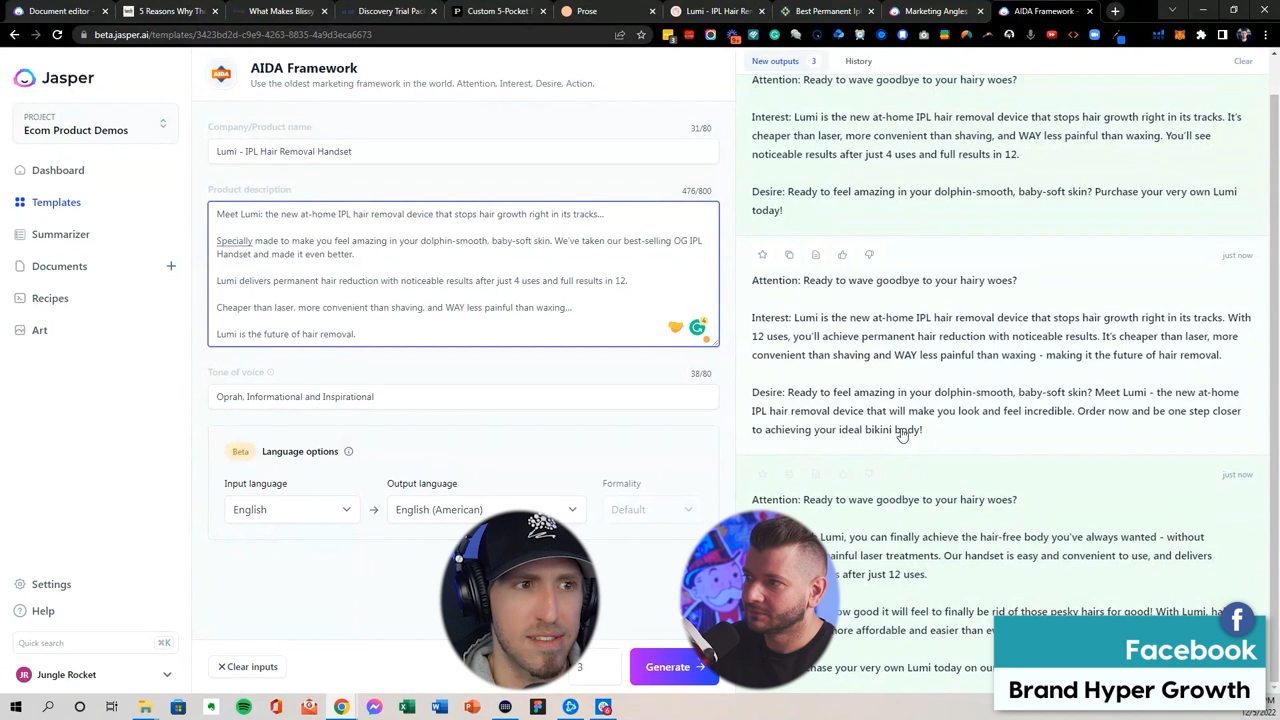 Document editor -
5 Reasons Why Th
What Makes Blissy
Discovery Trial Pac
Custom 5-Pocket F
Prose
Lumi - IPL Hair Rem
Best Permanent Ipl
Marketing Angles
AIDA Framework
beta.jasper.ai/templates/3423bd2d-c9e9-4263-8835-4a9d3eca6673
Jasper
PROJECT
Ecom Product Demos
Dashboard
Templates
Summarizer
Documents
Recipes
Art
Settings
Help
Quick search
⌘K
JR
Jungle Rocket
AIDA
AIDA Framework
Use the oldest marketing framework in the world. Attention, Interest, Desire, Action.
Company/Product name
31/80
Lumi - IPL Hair Removal Handset
Product description
476/800
Meet Lumi: the new at-home IPL hair removal device that stops hair growth right in its tracks...
Specially made to make you feel amazing in your dolphin-smooth, baby-soft skin. We've taken our best-selling OG IPL
Handset and made it even better.
Lumi delivers permanent hair reduction with noticeable results after just 4 uses and full results in 12.
Cheaper than laser, more convenient than shaving, and WAY less painful than waxing...
Lumi is the future of hair removal.
Tone of voice
38/80
Oprah, Informational and Inspirational
Beta
Language options
Input language
Output language
Formality
English
English (American)
Default
Clear inputs
3
Generate
New outputs
3
History
Clear
Attention: Ready to wave goodbye to your hairy woes?
Interest: Lumi is the new at-home IPL hair removal device that stops hair growth right in its tracks. It's
cheaper than laser, more convenient than shaving, and WAY less painful than waxing. You'll see
noticeable results after just 4 uses and full results in 12.
Desire: Ready to feel amazing in your dolphin-smooth, baby-soft skin? Purchase your very own Lumi
today!
just now
Attention: Ready to wave goodbye to your hairy woes?
Interest: Lumi is the new at-home IPL hair removal device that stops hair growth right in its tracks. With
12 uses, you'll achieve permanent hair reduction with noticeable results. It's cheaper than laser, more
convenient than shaving and WAY less painful than waxing - making it the future of hair removal.
Desire: Ready to feel amazing in your dolphin-smooth, baby-soft skin? Meet Lumi - the new at-home
IPL hair removal device that will make you look and feel incredible. Order now and be one step closer
to achieving your ideal bikini body!
just now
Attention: Ready to wave goodbye to your hairy woes?
you can finally achieve the hair-free body you've always wanted - without
ainful laser treatments. Our handset is easy and convenient to use, and delivers
after just 12 uses.
ow good it will feel to finally be rid of those pesky hairs for good! With Lumi,
ore affordable and easier than
chase your very own Lumi today on
Facebook
Brand Hyper Growth
12/5/2022